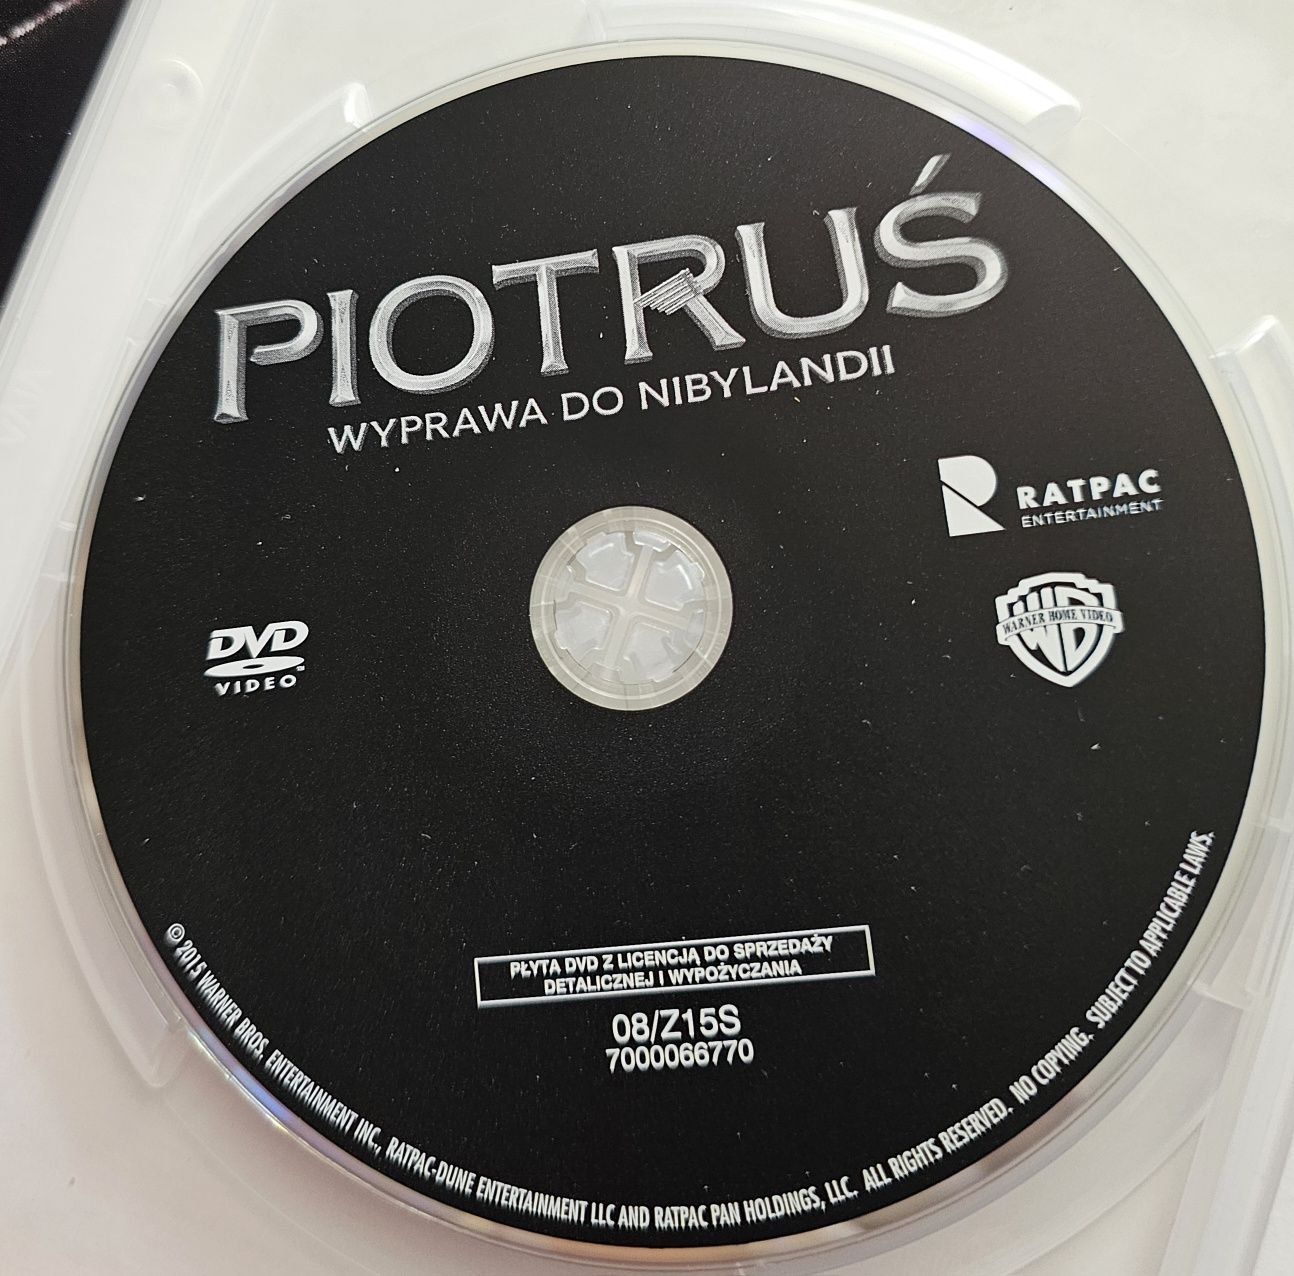 PIOTRUŚ
WYPRAWA DO NIBYLANDII
RATPAC
ENTERTAINMENT
WARNER HOME VIDEO
DVD
VIDEO
PŁYTA DVD Z LICENCJĄ DO SPRZEDAŻY
DETALICZNEJ I WYPOŻYCZANIA
08/Z15S
7000066770
© 2015 WARNER BROS. ENTERTAINMENT INC., RATPAC-DUNE ENTERTAINMENT LLC AND RATPAC PAN HOLDINGS, LLC. ALL RIGHTS RESERVED. NO COPYING. SUBJECT TO APPLICABLE LAWS.